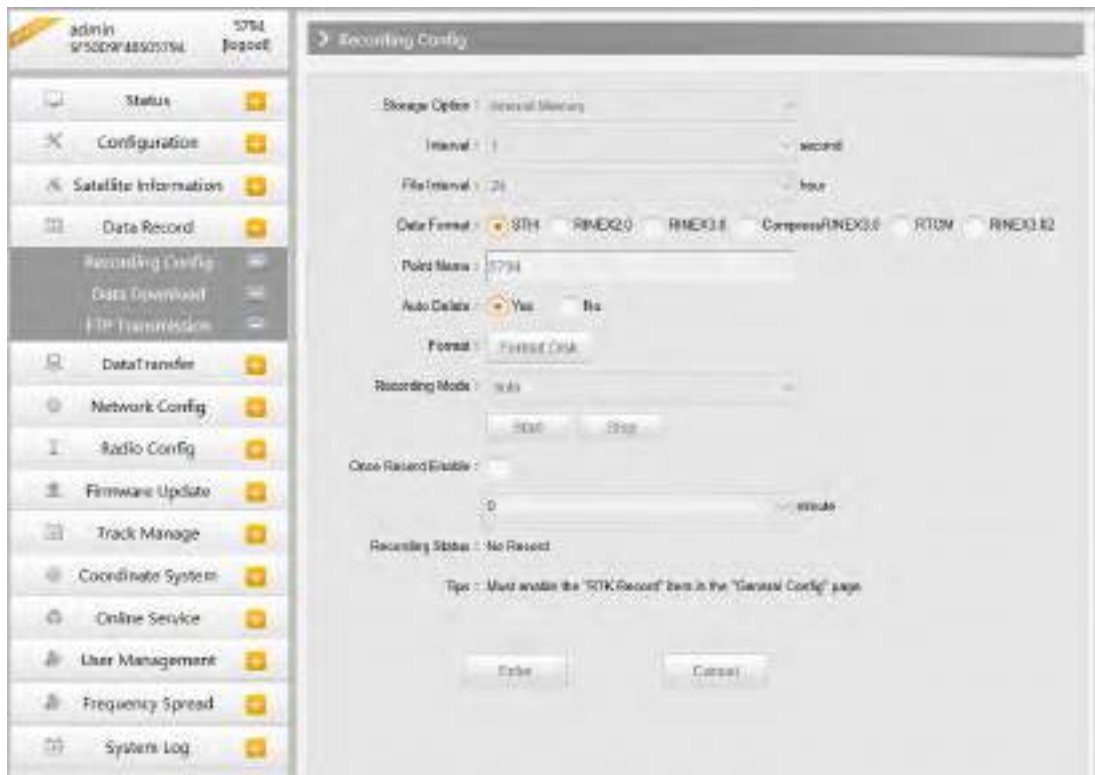 admin 5794
[logout]
Status
Configuration
Satellite Information
Data Record
Recording Config
Data Download
FTP Transmission
DataTransfer
Network Config
Radio Config
Firmware Update
Track Manage
Coordinate System
Online Service
User Management
Frequency Spread
System Log
Recording Config
Storage Option : Internal Memory
Interval : 1 second
File Interval : 24 hour
Data Format : STH RINEX2.0 RINEX3.0 CompressRINEX3.0 RTCM RINEX3.02
Point Name : 5794
Auto Delete : Yes No
Format : Format Disk
Recording Mode : auto
Start Stop
Once Record Enable :
0 minute
Recording Status : No Record
Tips : Must enable the "RTK Record" item in the "General Config" page
Enter Cancel